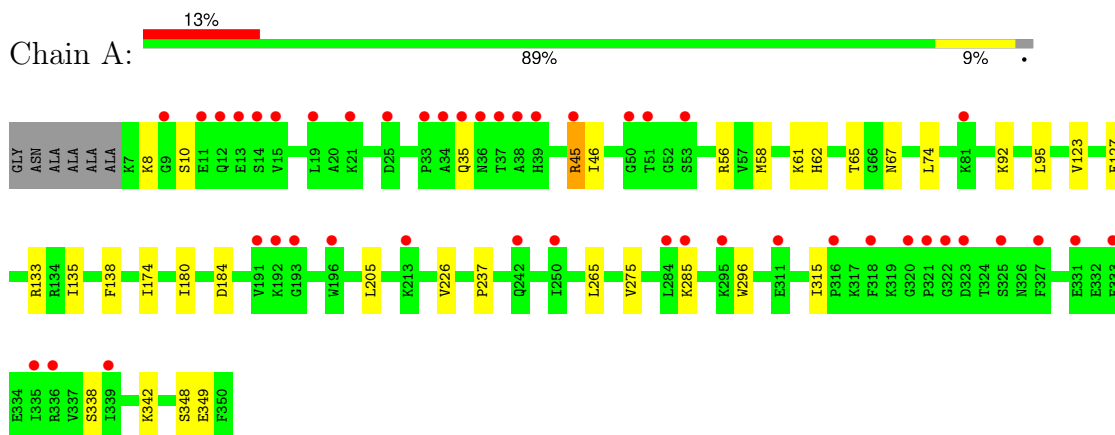 13%
Chain A:
89% 9% •
GLY ASN ALA ALA ALA ALA K7 K8 G9 S10 E11 Q12 E13 S14 V15 L19 A20 K21 D25 P33 A34 Q35 N36 T37 A38 H39 R45 I46 G50 T51 G52 S53 R56 V57 M58 K61 H62 T65 G66 N67 L74 K81 K92 L95 V123 E127
R133 R134 I135 F138 I174 I180 D184 V191 K192 G193 W196 L205 K213 V226 P237 Q242 I250 L265 V275 L284 K285 K295 W296 E311 I315 P316 K317 F318 K319 G320 P321 G322 D323 T324 S325 N326 F327 E331 E332 E333
E334 I335 R336 V337 S338 I339 K342 S348 E349 F350